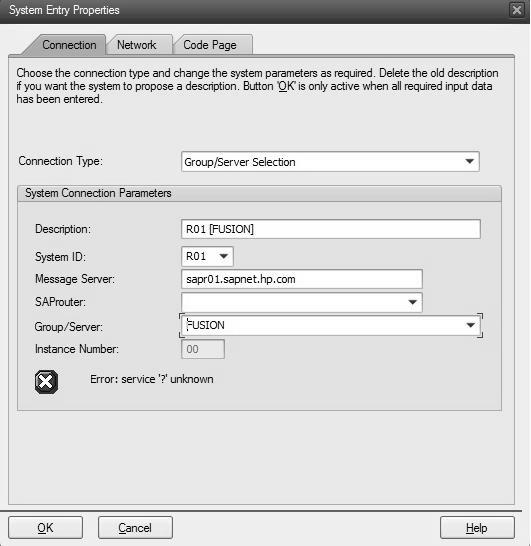 System Entry Properties
Connection Network Code Page
Choose the connection type and change the system parameters as required. Delete the old description
if you want the system to propose a description. Button 'OK' is only active when all required input data
has been entered.
Connection Type: Group/Server Selection
System Connection Parameters
Description: R01 [FUSION]
System ID: R01
Message Server: sapr01.sapnet.hp.com
SAProuter:
Group/Server: FUSION
Instance Number: 00
Error: service '?' unknown
OK Cancel Help